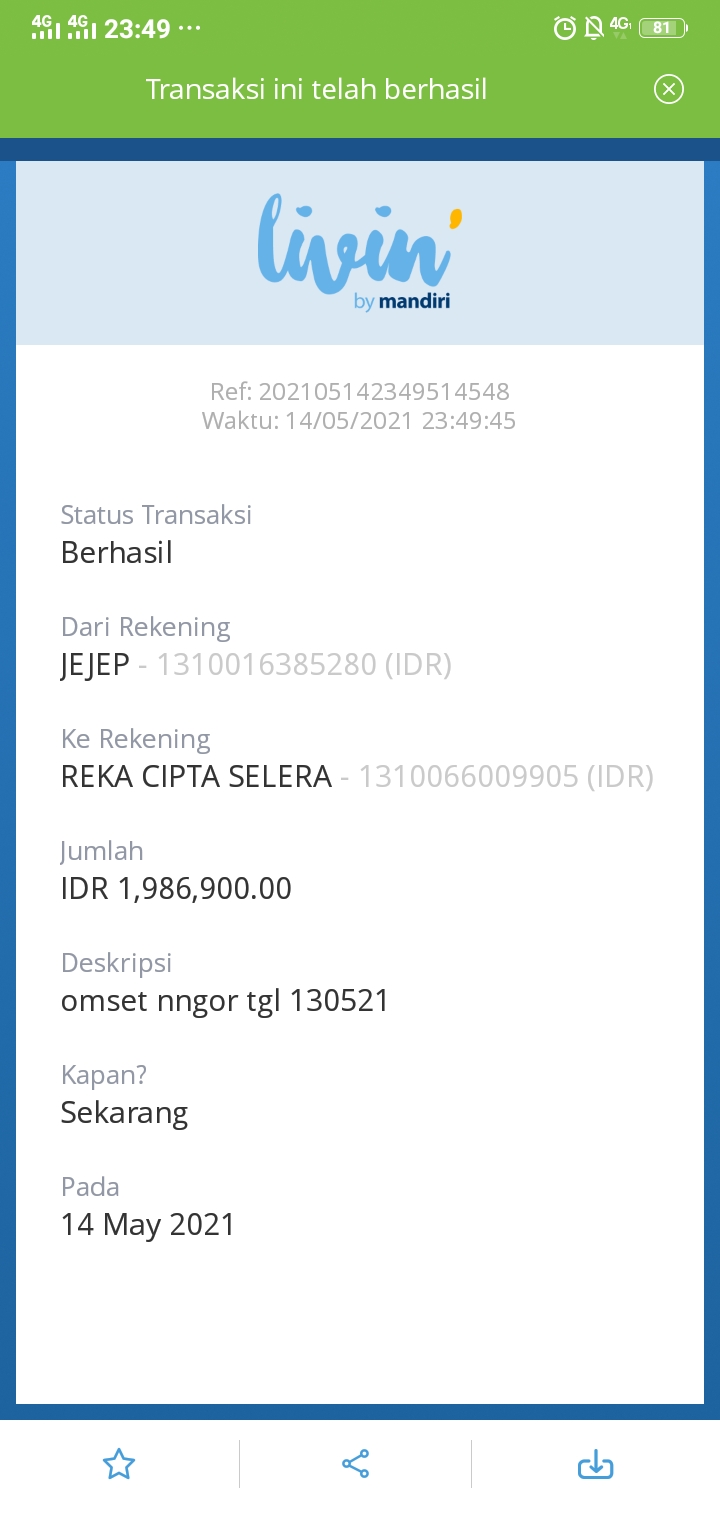 4G 4G 23:49 ... 4G 81
Transaksi ini telah berhasil
livin'
by mandiri
Ref: 202105142349514548
Waktu: 14/05/2021 23:49:45
Status Transaksi
Berhasil
Dari Rekening
JEJEP - 1310016385280 (IDR)
Ke Rekening
REKA CIPTA SELERA - 1310066009905 (IDR)
Jumlah
IDR 1,986,900.00
Deskripsi
omset nngor tgl 130521
Kapan?
Sekarang
Pada
14 May 2021